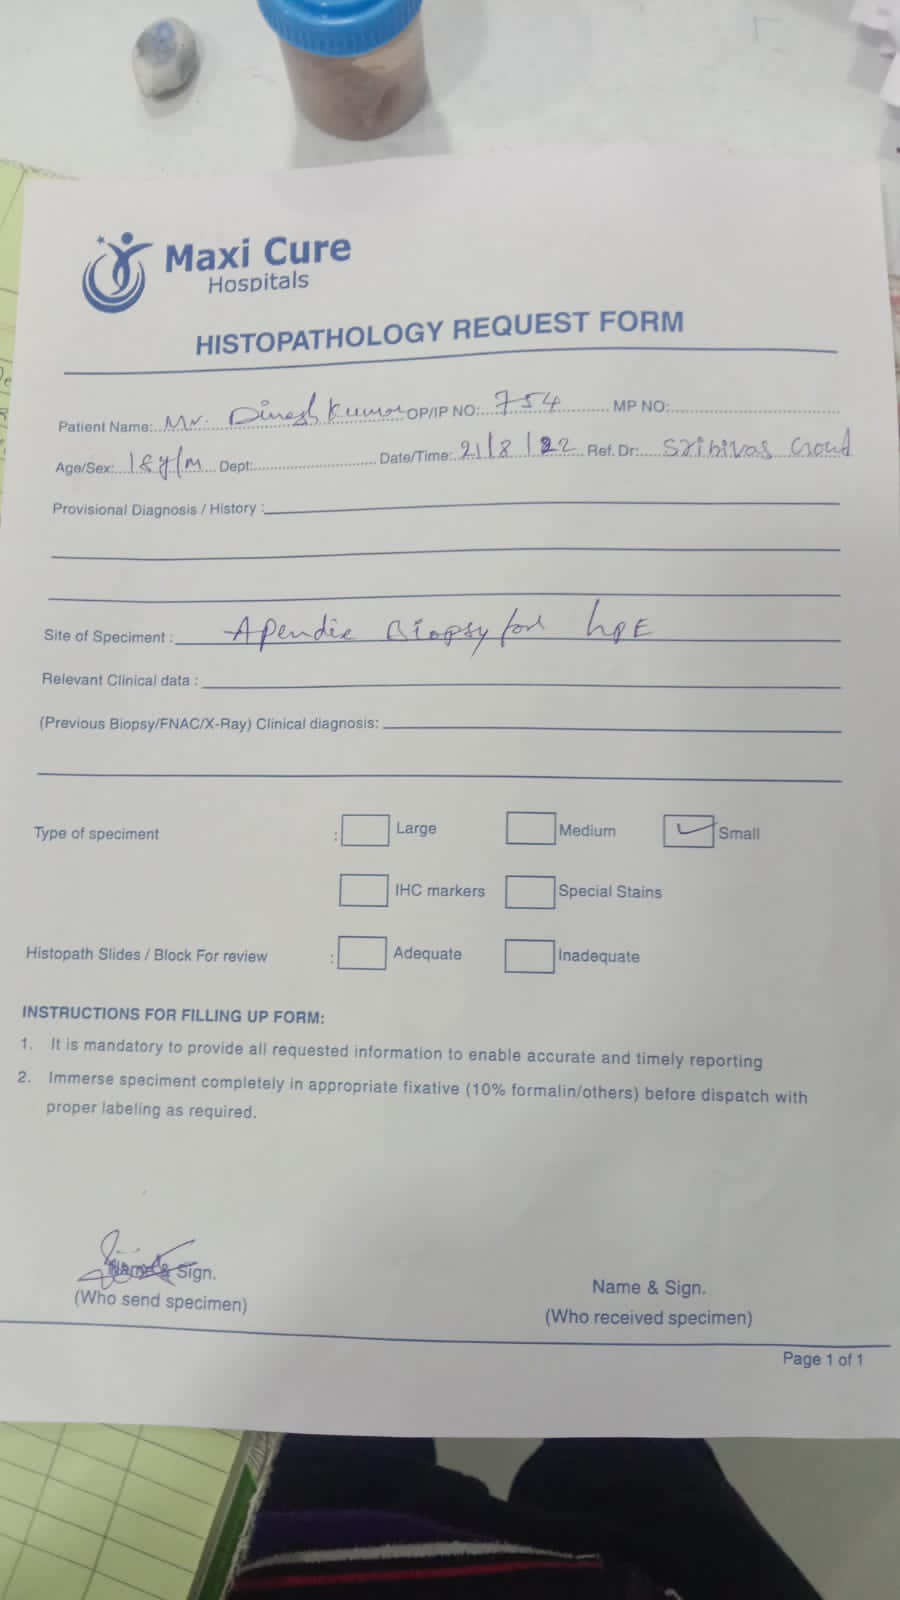 Maxi Cure
Hospitals
HISTOPATHOLOGY REQUEST FORM
Patient Name: Mr. Dinesh Kumar OP/IP NO: 754 MP NO:
Age/Sex: 18y/M Dept: Date/Time: 21/8/22 Ref. Dr: Srinivas Goud
Provisional Diagnosis / History :
Site of Speciment : Apendix Biopsy for hpE
Relevant Clinical data :
(Previous Biopsy/FNAC/X-Ray) Clinical diagnosis:
Type of speciment : Large Medium Small
IHC markers Special Stains
Histopath Slides / Block For review : Adequate Inadequate
INSTRUCTIONS FOR FILLING UP FORM:
1. It is mandatory to provide all requested information to enable accurate and timely reporting
2. Immerse speciment completely in appropriate fixative (10% formalin/others) before dispatch with
proper labeling as required.
Name & Sign. Name & Sign.
(Who send specimen) (Who received specimen)
Page 1 of 1